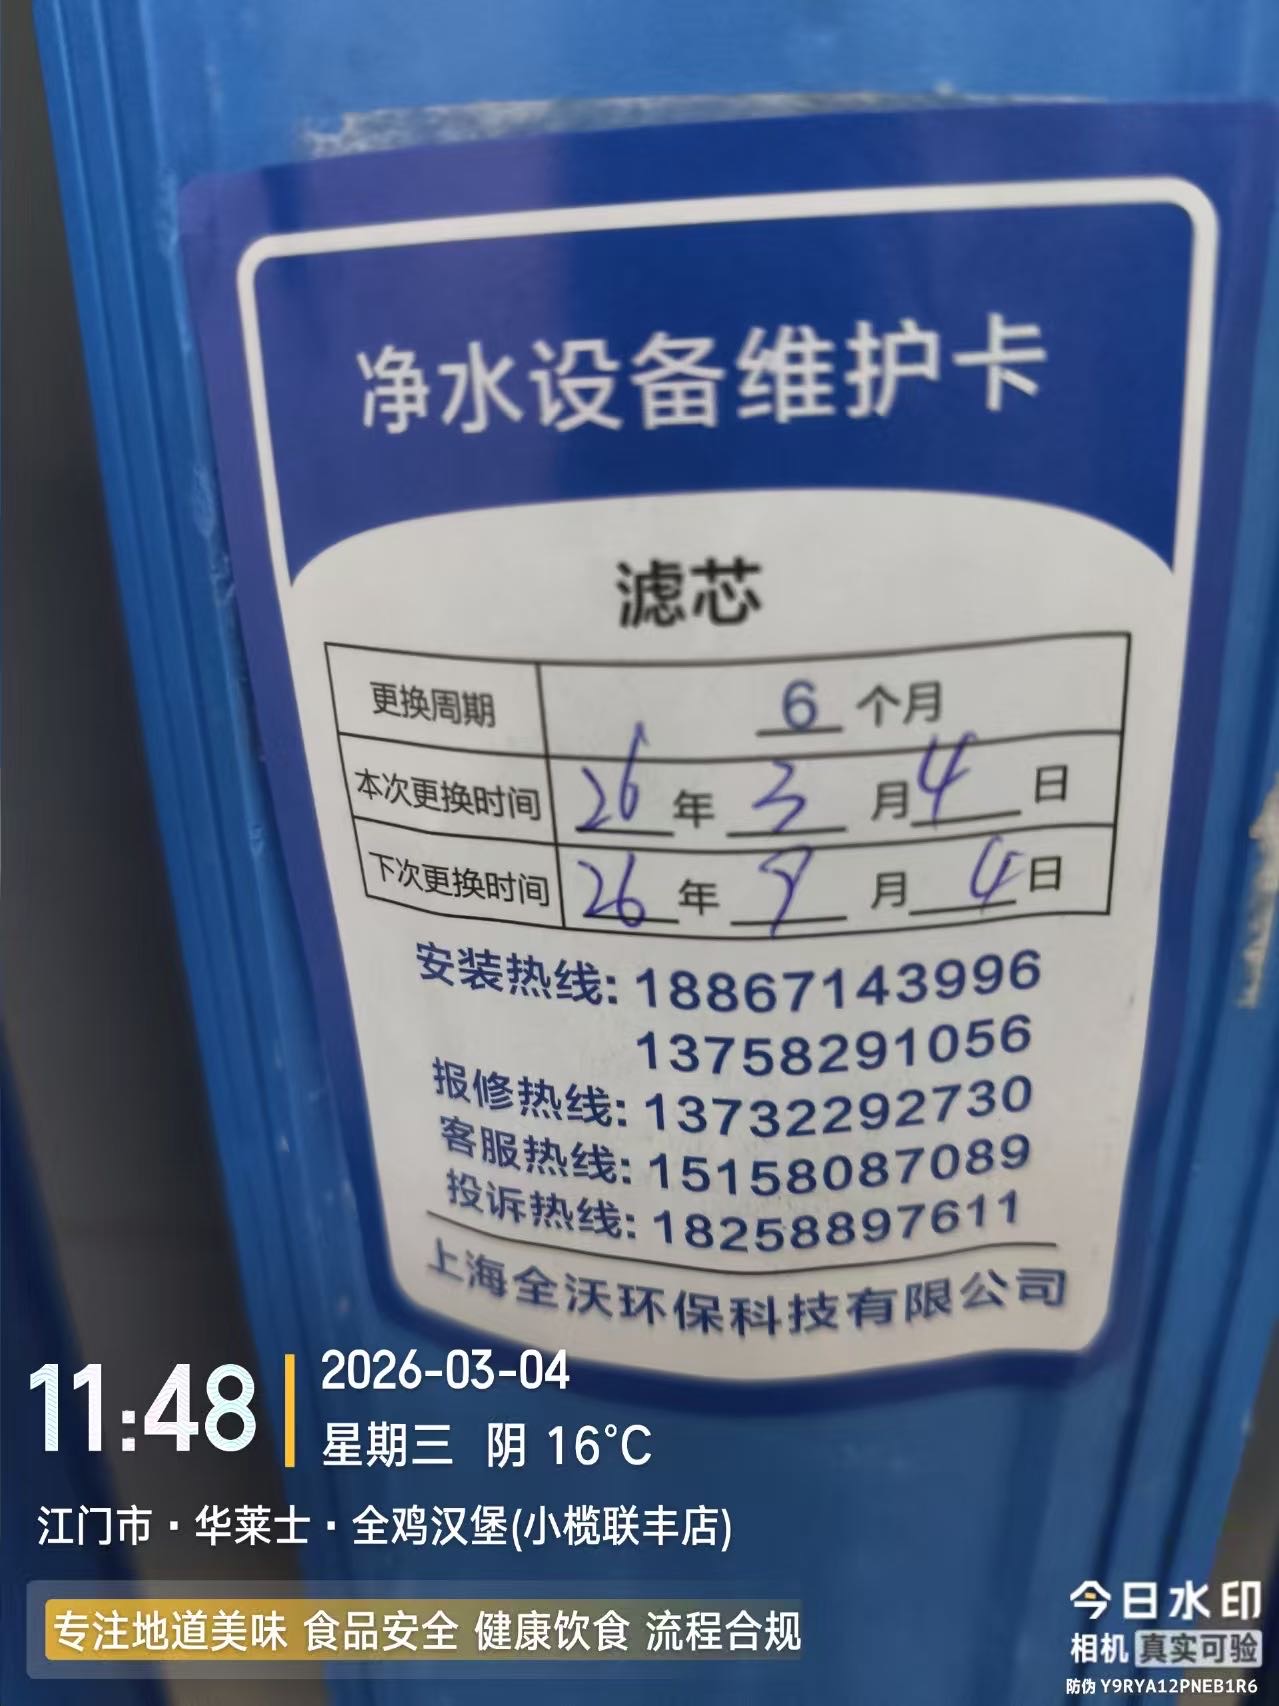 净水设备维护卡
滤芯
更换周期 6 个月
本次更换时间 26 年 3 月 4 日
下次更换时间 26 年 9 月 4 日
安装热线: 18867143996
13758291056
报修热线: 13732292730
客服热线: 15158087089
投诉热线: 18258897611
上海全沃环保科技有限公司
11:48
2026-03-04
星期三 阴 16°C
江门市·华莱士·全鸡汉堡(小榄联丰店)
专注地道美味 食品安全 健康饮食 流程合规
今日水印
相机 真实可验
防伪 Y9RYA12PNEB1R6